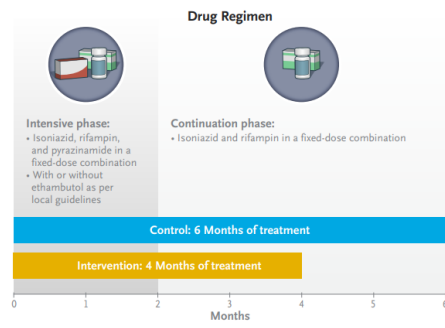 Drug Regimen
Intensive phase:
• Isoniazid, rifampin,
and pyrazinamide in a
fixed-dose combination
• With or without
ethambutol as per
local guidelines
Continuation phase:
• Isoniazid and rifampin in a fixed-dose combination
Control: 6 Months of treatment
Intervention: 4 Months of treatment
0 1 2 3 4 5 6
Months